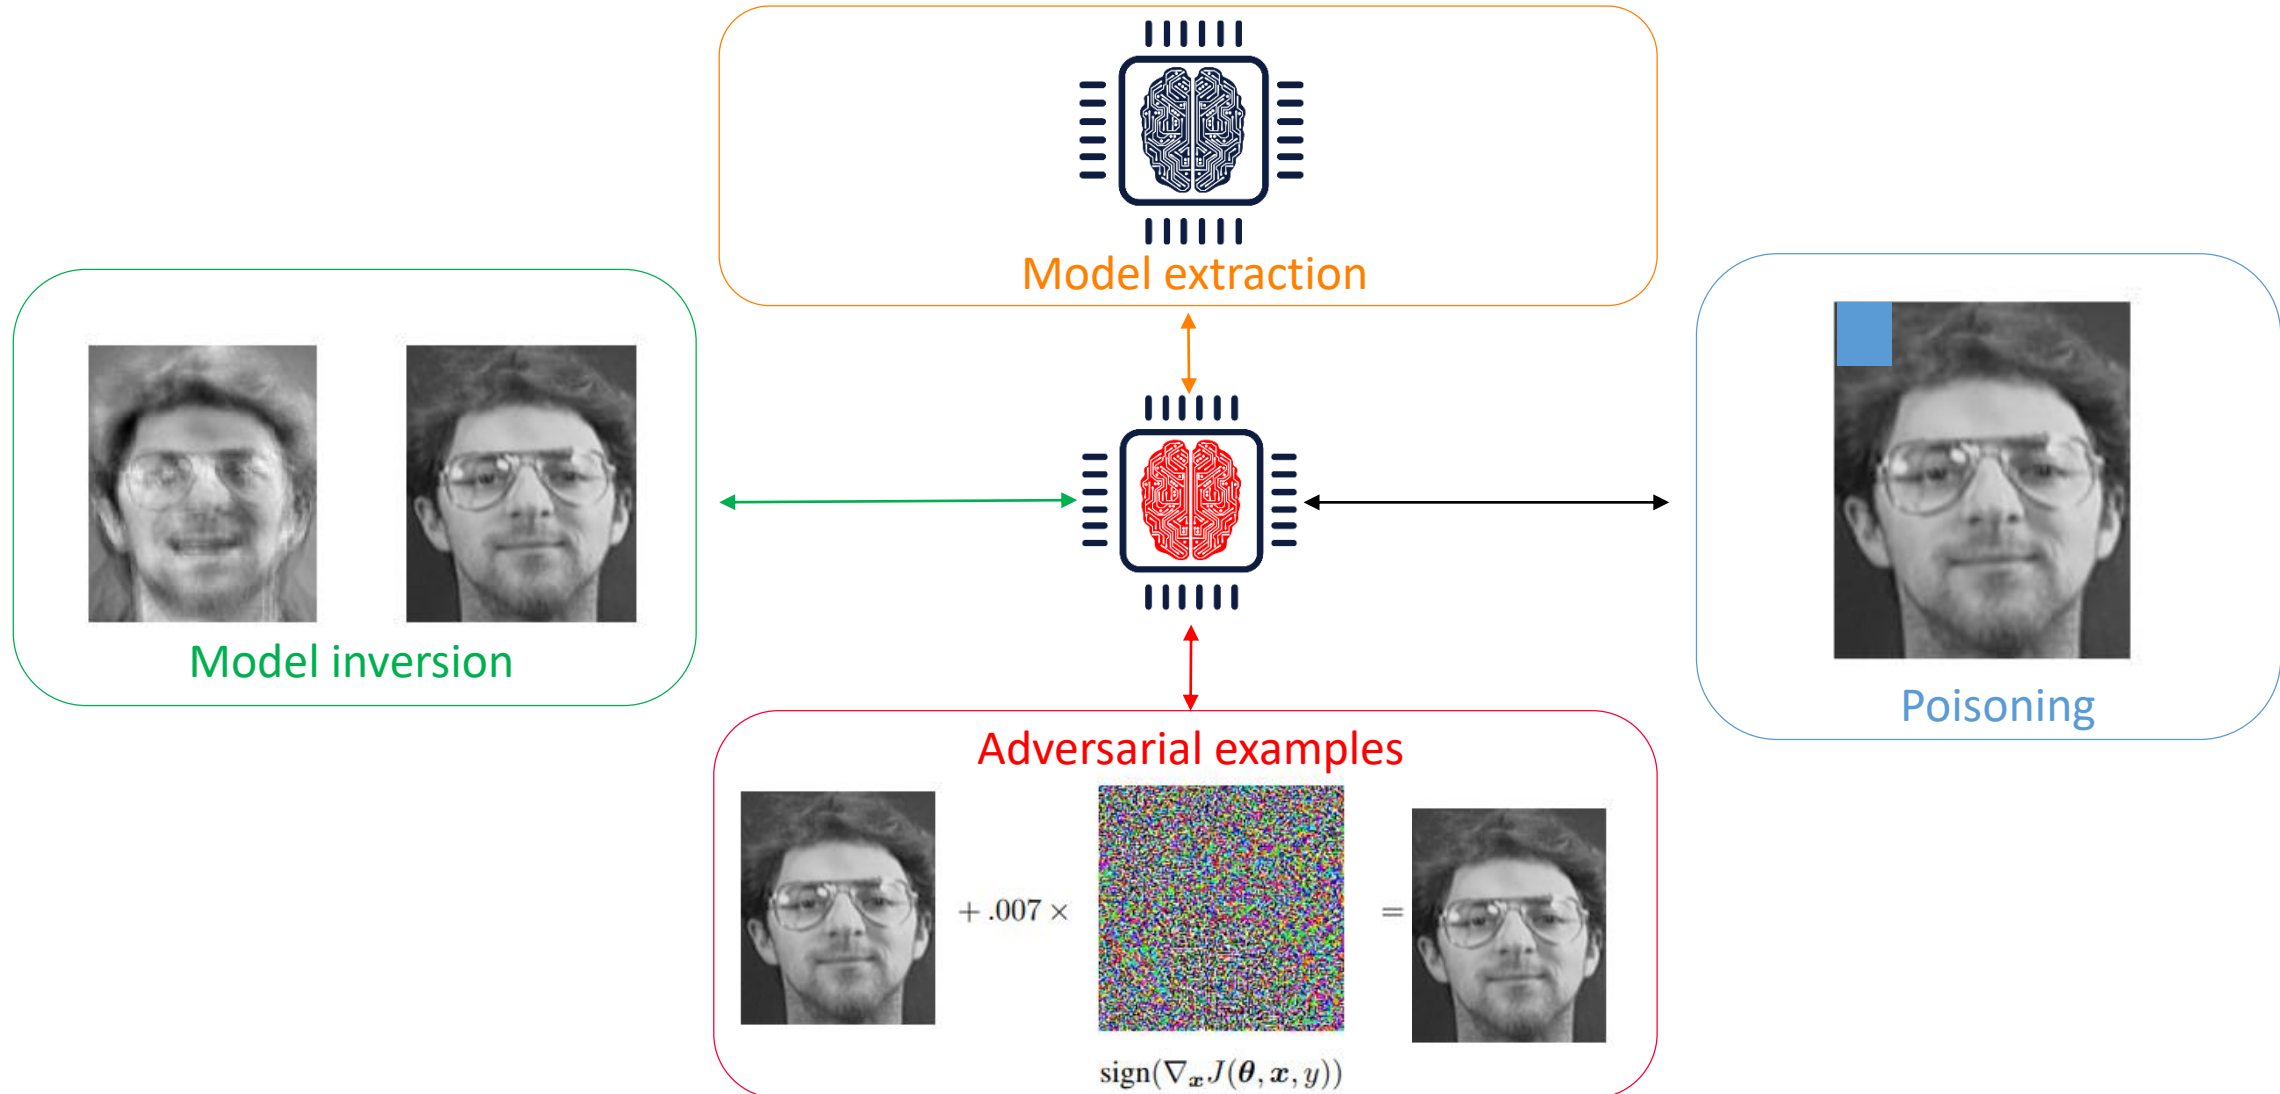 Model extraction
Model inversion
Poisoning
Adversarial examples
+ .007 ×
=
sign(∇ₓJ(θ, x, y))